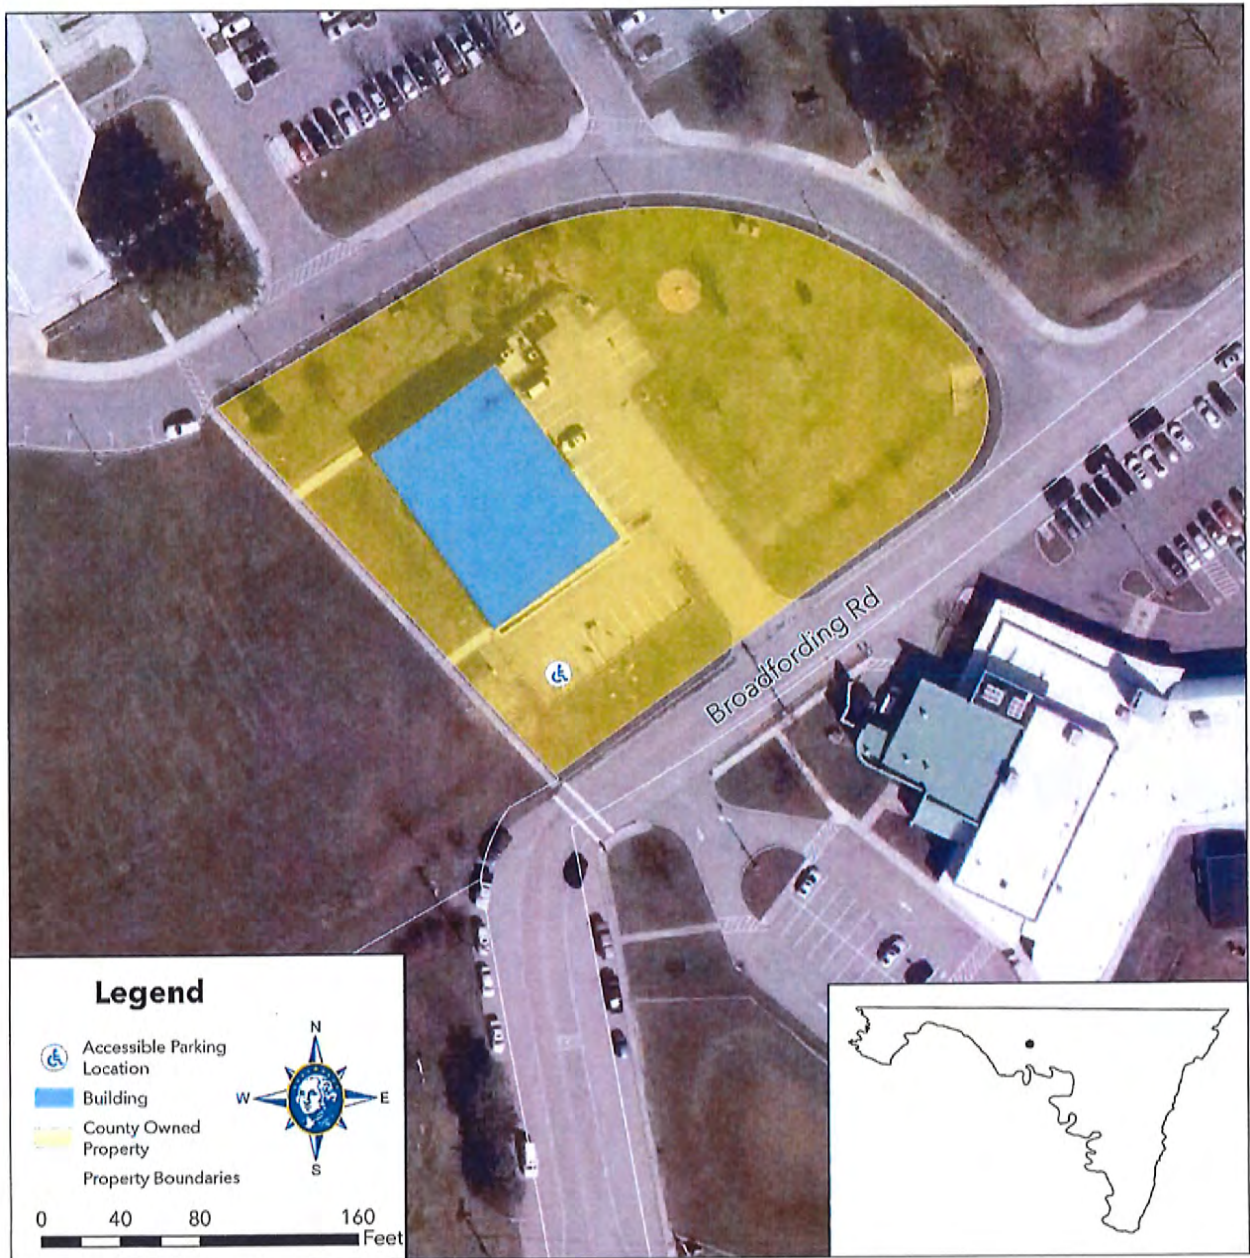 Broadfording Rd
Legend
N
Accessible Parking
Location
W
E
Building
County Owned
Property
S
Property Boundaries
0 40 80 160
Feet